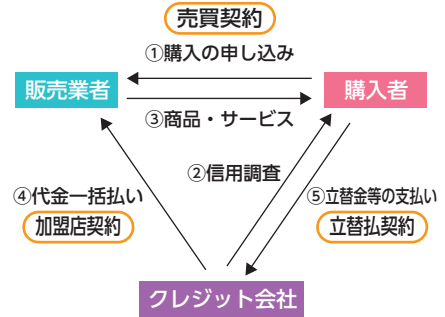 売買契約
①購入の申し込み
販売業者
購入者
③商品・サービス
②信用調査
④代金一括払い
加盟店契約
⑤立替金等の支払い
立替払契約
クレジット会社